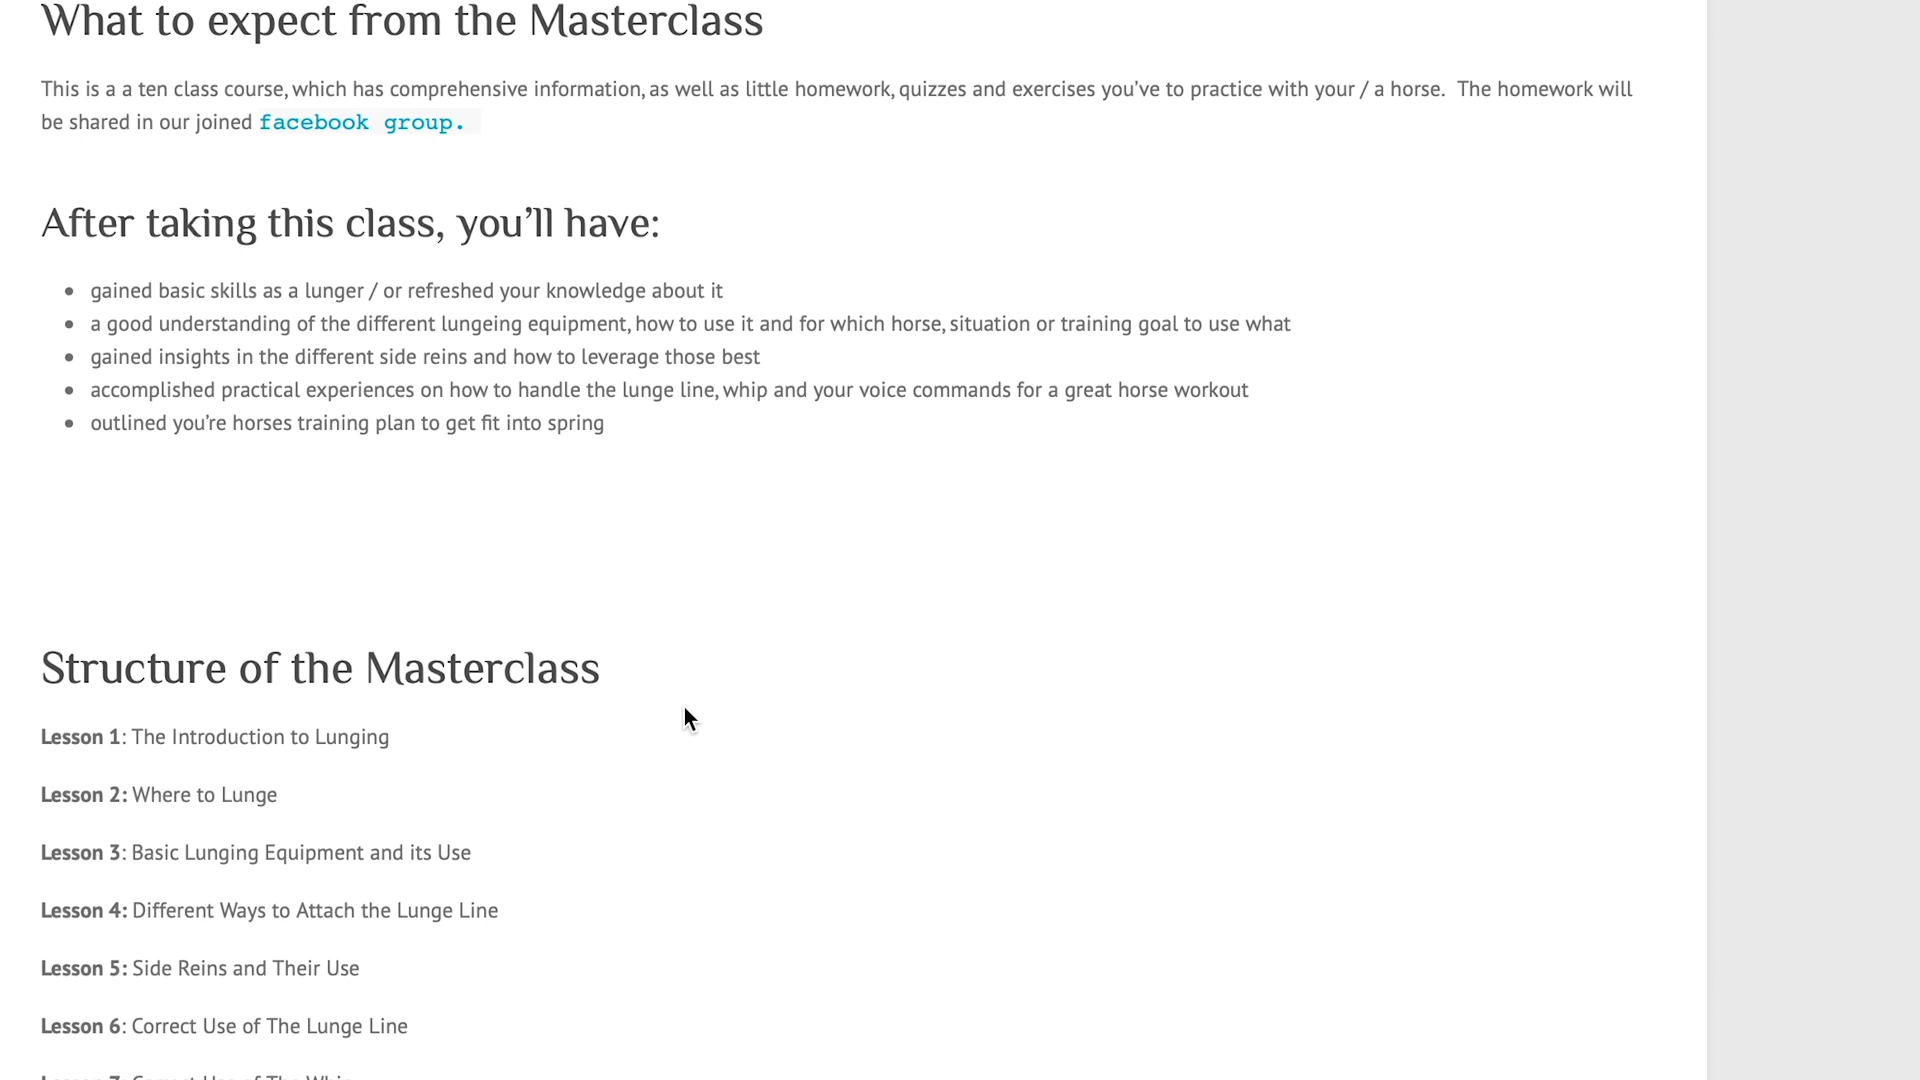 What to expect from the Masterclass
This is a a ten class course, which has comprehensive information, as well as little homework, quizzes and exercises you’ve to practice with your / a horse.  The homework will
be shared in our joined facebook group.
After taking this class, you’ll have:
gained basic skills as a lunger / or refreshed your knowledge about it
a good understanding of the different lungeing equipment, how to use it and for which horse, situation or training goal to use what
gained insights in the different side reins and how to leverage those best
accomplished practical experiences on how to handle the lunge line, whip and your voice commands for a great horse workout
outlined you’re horses training plan to get fit into spring
Structure of the Masterclass
Lesson 1: The Introduction to Lunging
Lesson 2: Where to Lunge
Lesson 3: Basic Lunging Equipment and its Use
Lesson 4: Different Ways to Attach the Lunge Line
Lesson 5: Side Reins and Their Use
Lesson 6: Correct Use of The Lunge Line